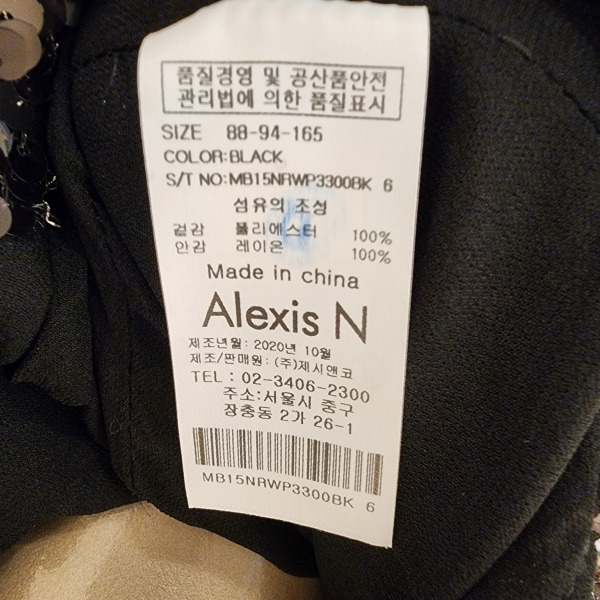 품질경영 및 공산품안전
관리법에 의한 품질표시
SIZE 88-94-165
COLOR:BLACK
S/T NO:MB15NRWP3300BK 6
섬유의 조성
겉감 폴리에스터 100%
안감 레이온 100%
Made in china
Alexis N
제조년월: 2020년 10월
제조/판매원: (주)제시앤코
TEL : 02-3406-2300
주소:서울시 중구
장충동 2가 26-1
MB15NRWP3300BK 6